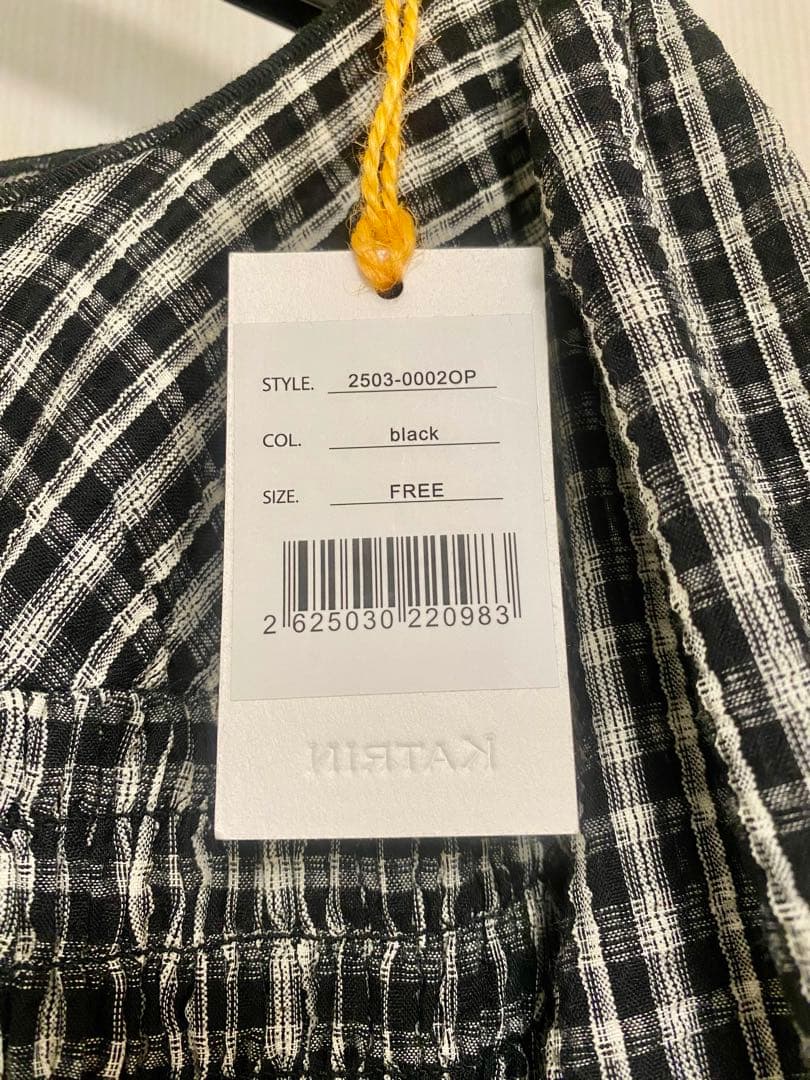 STYLE. 2503-0002OP
COL. black
SIZE. FREE
2 625030 220983
KATRIN